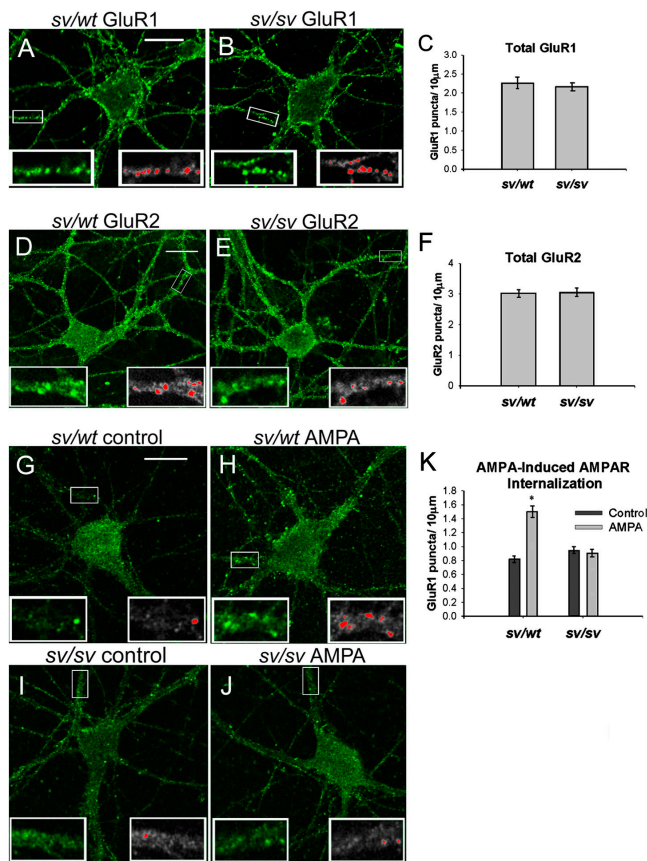 sv/wt GluR1
sv/sv GluR1
A
B
C
Total GluR1
GluR1 puncta/ 10µm
2.5
2.0
1.5
1.0
0.5
0.0
sv/wt
sv/sv
sv/wt GluR2
sv/sv GluR2
D
E
F
Total GluR2
GluR2 puncta/ 10µm
4
3
2
1
0
sv/wt
sv/sv
sv/wt control
sv/wt AMPA
G
H
K
AMPA-Induced AMPAR
Internalization
GluR1 puncta/ 10µm
1.8
1.6
1.4
1.2
1.0
0.8
0.6
0.4
0.2
0.0
*
Control
AMPA
sv/wt
sv/sv
sv/sv control
sv/sv AMPA
I
J